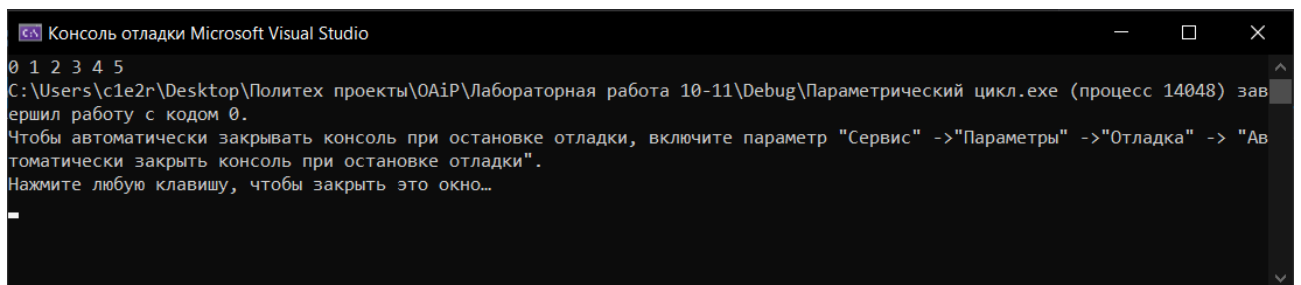 Консоль отладки Microsoft Visual Studio
0 1 2 3 4 5
C:\Users\c1e2r\Desktop\Политех проекты\OAiP\Лабораторная работа 10-11\Debug\Параметрический цикл.exe (процесс 14048) зав
ершил работу с кодом 0.
Чтобы автоматически закрывать консоль при остановке отладки, включите параметр "Сервис" ->"Параметры" ->"Отладка" -> "Ав
томатически закрыть консоль при остановке отладки".
Нажмите любую клавишу, чтобы закрыть это окно…